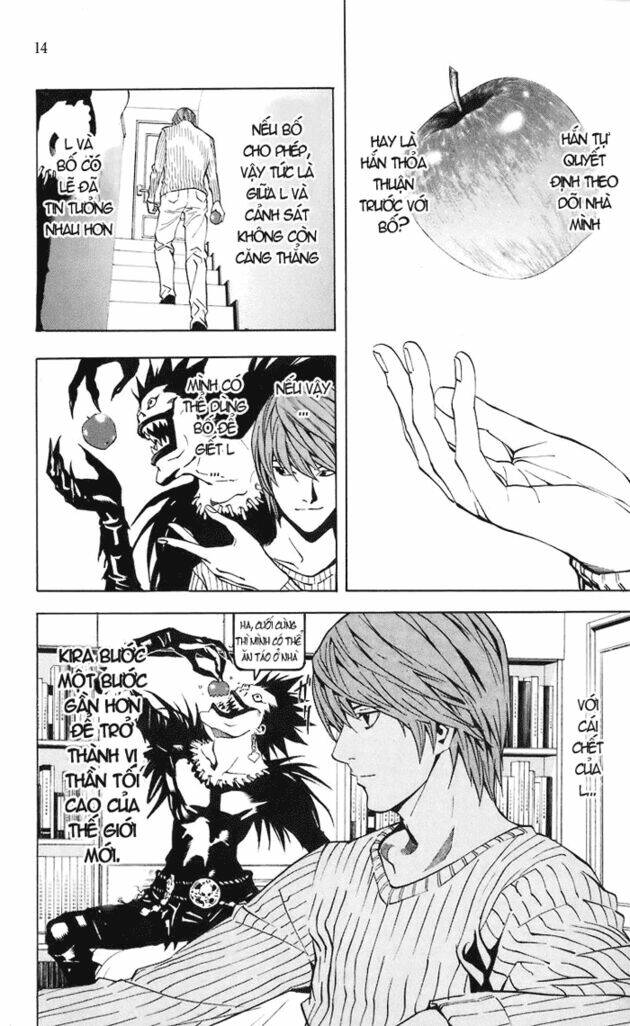 14
HẮN TỰ
QUYẾT
ĐỊNH THEO
DÕI NHÀ
MÌNH
HAY LÀ
HẮN THỎA
THUẬN
TRƯỚC VỚI
BỐ?
NẾU BỐ
CHO PHÉP,
VẬY TỨC LÀ
GIỮA L VÀ
CẢNH SÁT
KHÔNG CÒN
CĂNG THẲNG
L VÀ
BỐ CÓ
LẼ ĐÃ
TIN TƯỞNG
NHAU HƠN
NẾU VẬY
...
MÌNH CÓ
THỂ DÙNG
BỐ ĐỂ
GIẾT L
VỚI
CÁI
CHẾT
CỦA
L...
HA, CUỐI CÙNG
THÌ MÌNH CÓ THỂ
ĂN TÁO Ở NHÀ
KIRA BƯỚC
MỘT BƯỚC
GẦN HƠN
ĐỂ TRỞ
THÀNH VỊ
THẦN TỐI
CAO CỦA
THẾ GIỚI
MỚI.